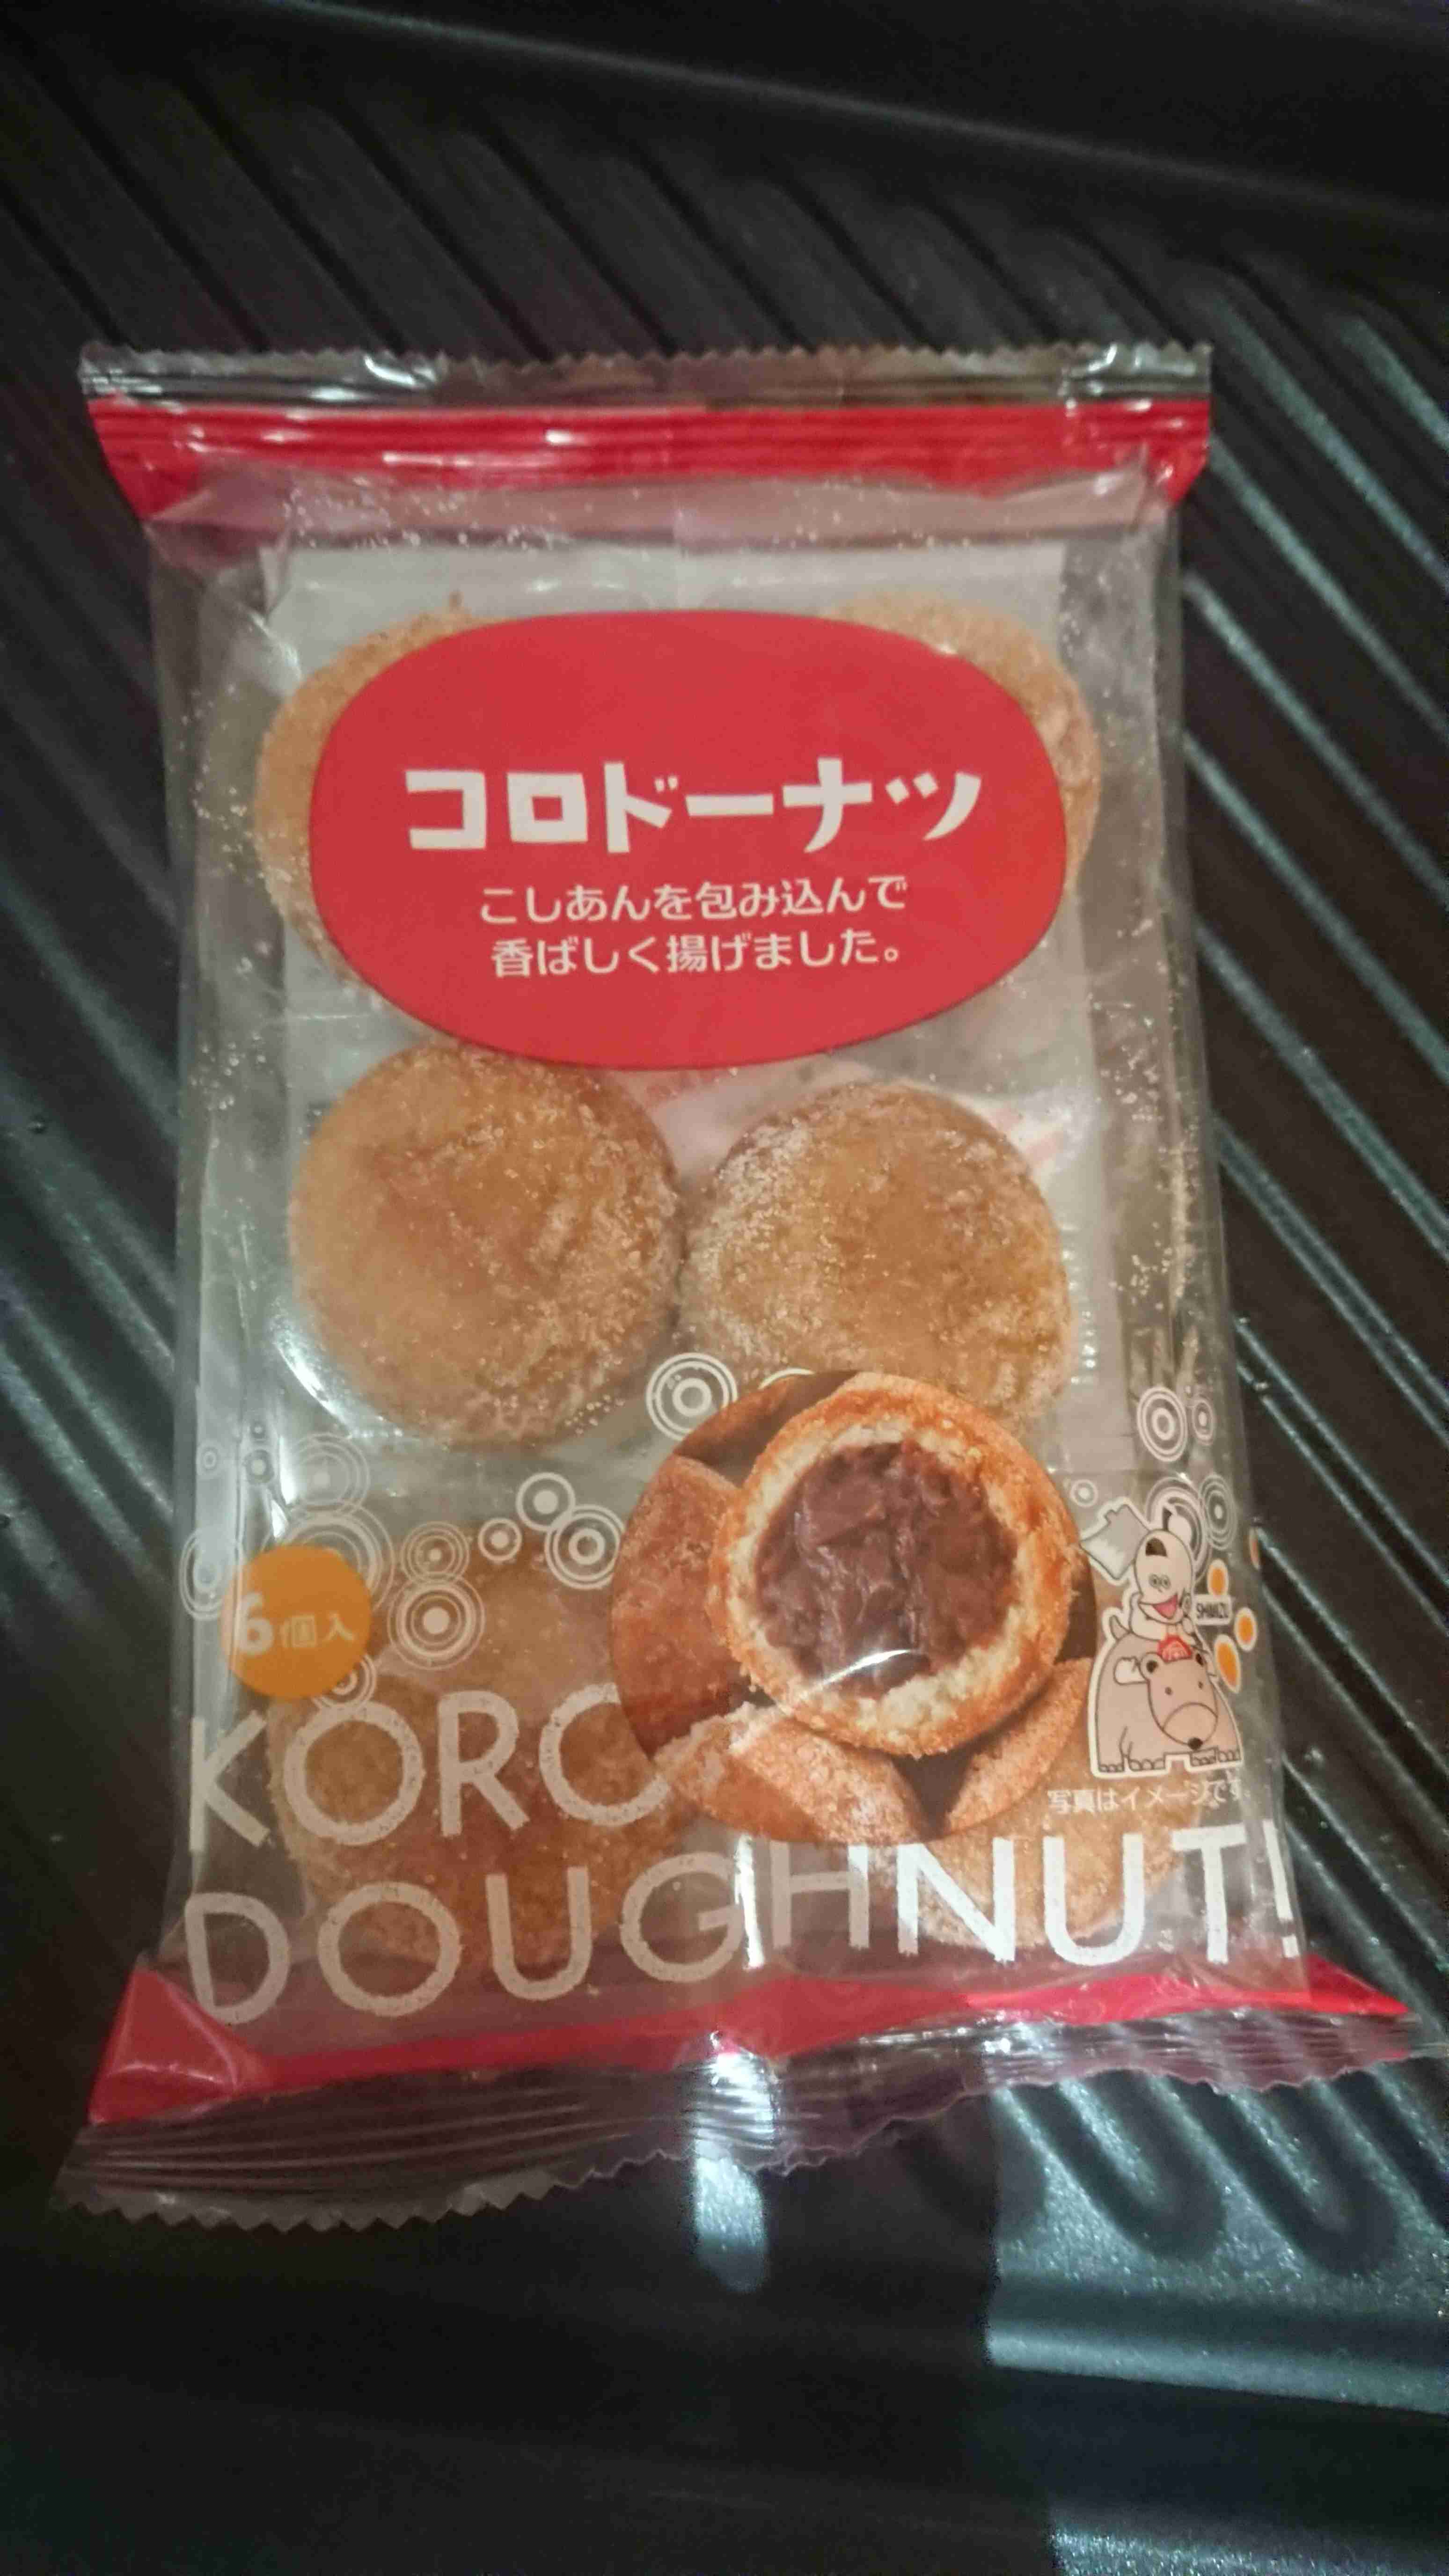 コロドーナツ
こしあんを包み込んで
香ばしく揚げました。
6個入
SHIMIZU
写真はイメージです。
KORO
DOUGHNUT!